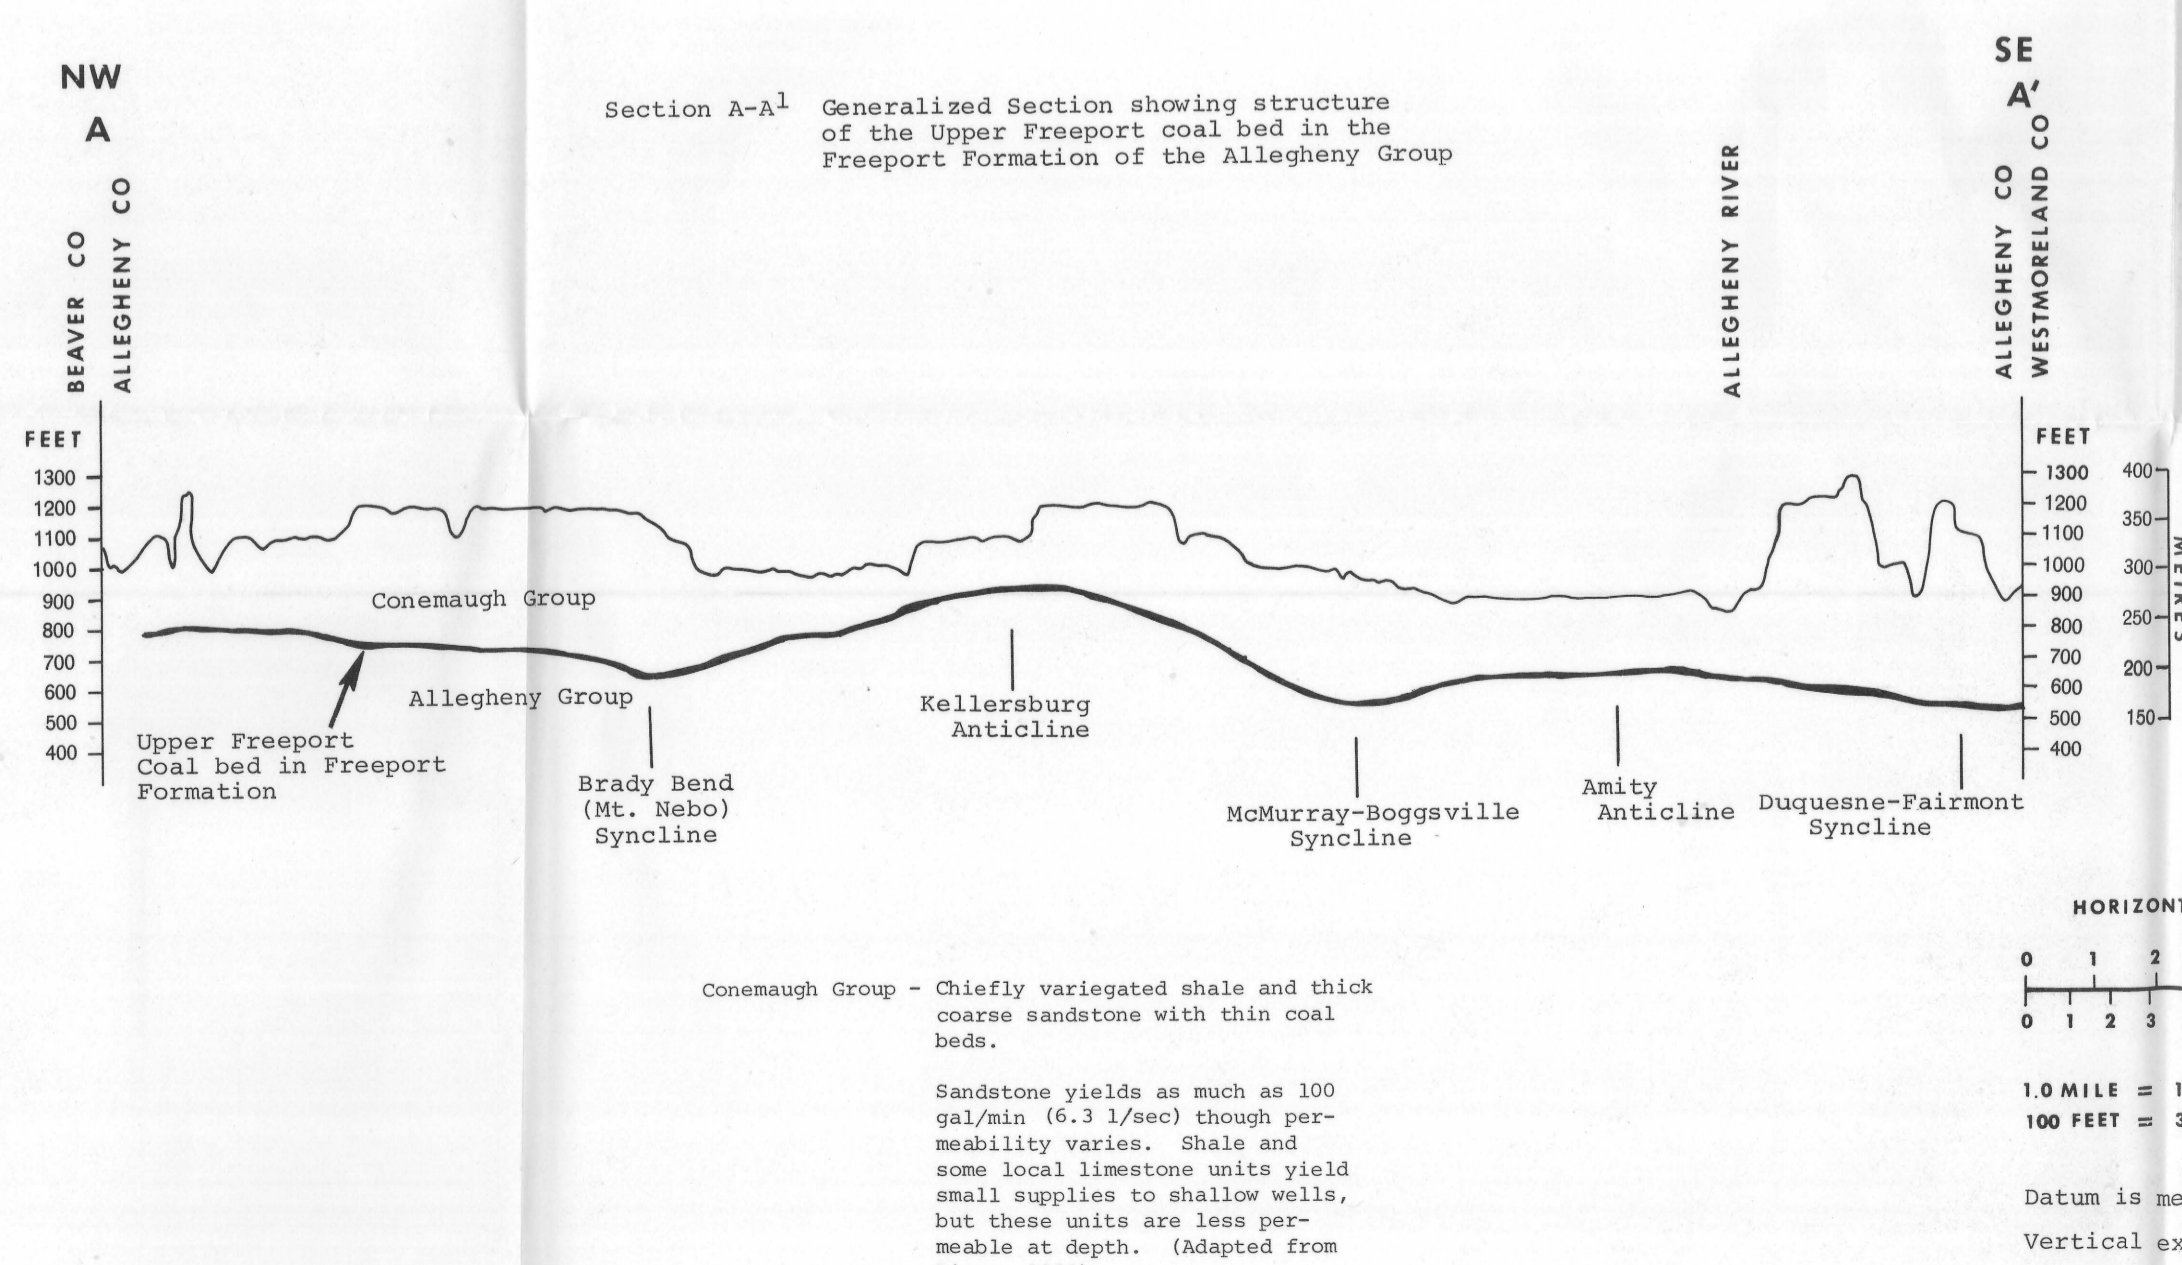 NW
A
SE
A'
Section A-A1 Generalized Section showing structure
of the Upper Freeport coal bed in the
Freeport Formation of the Allegheny Group
BEAVER CO
ALLEGHENY CO
ALLEGHENY RIVER
ALLEGHENY CO
WESTMORELAND CO
FEET
1300
1200
1100
1000
900
800
700
600
500
400
FEET
1300
1200
1100
1000
900
800
700
600
500
400
400
350
300
250
200
150
METRES
Conemaugh Group
Allegheny Group
Upper Freeport
Coal bed in Freeport
Formation
Brady Bend
(Mt. Nebo)
Syncline
Kellersburg
Anticline
McMurray-Boggsville
Syncline
Amity
Anticline
Duquesne-Fairmont
Syncline
HORIZONT
0 1 2
0 1 2 3
1.0 MILE = 1
100 FEET = 3
Datum is me
Vertical ex
Conemaugh Group - Chiefly variegated shale and thick
coarse sandstone with thin coal
beds.
Sandstone yields as much as 100
gal/min (6.3 l/sec) though per-
meability varies. Shale and
some local limestone units yield
small supplies to shallow wells,
but these units are less per-
meable at depth. (Adapted from